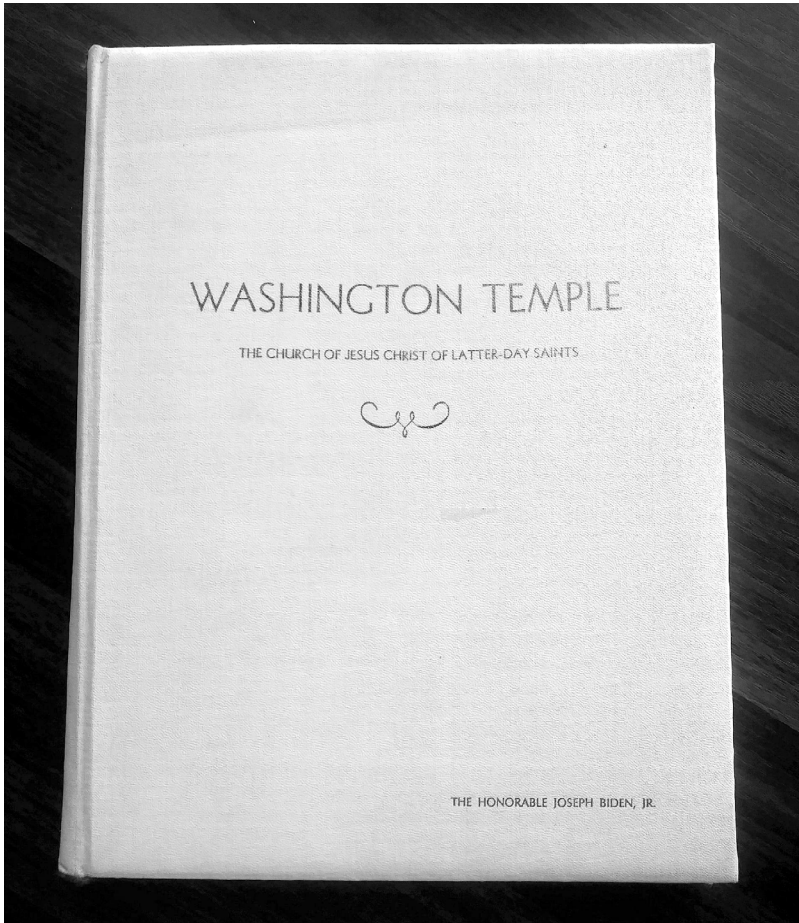 WASHINGTON TEMPLE
THE CHURCH OF JESUS CHRIST OF LATTER-DAY SAINTS
THE HONORABLE JOSEPH BIDEN, JR.